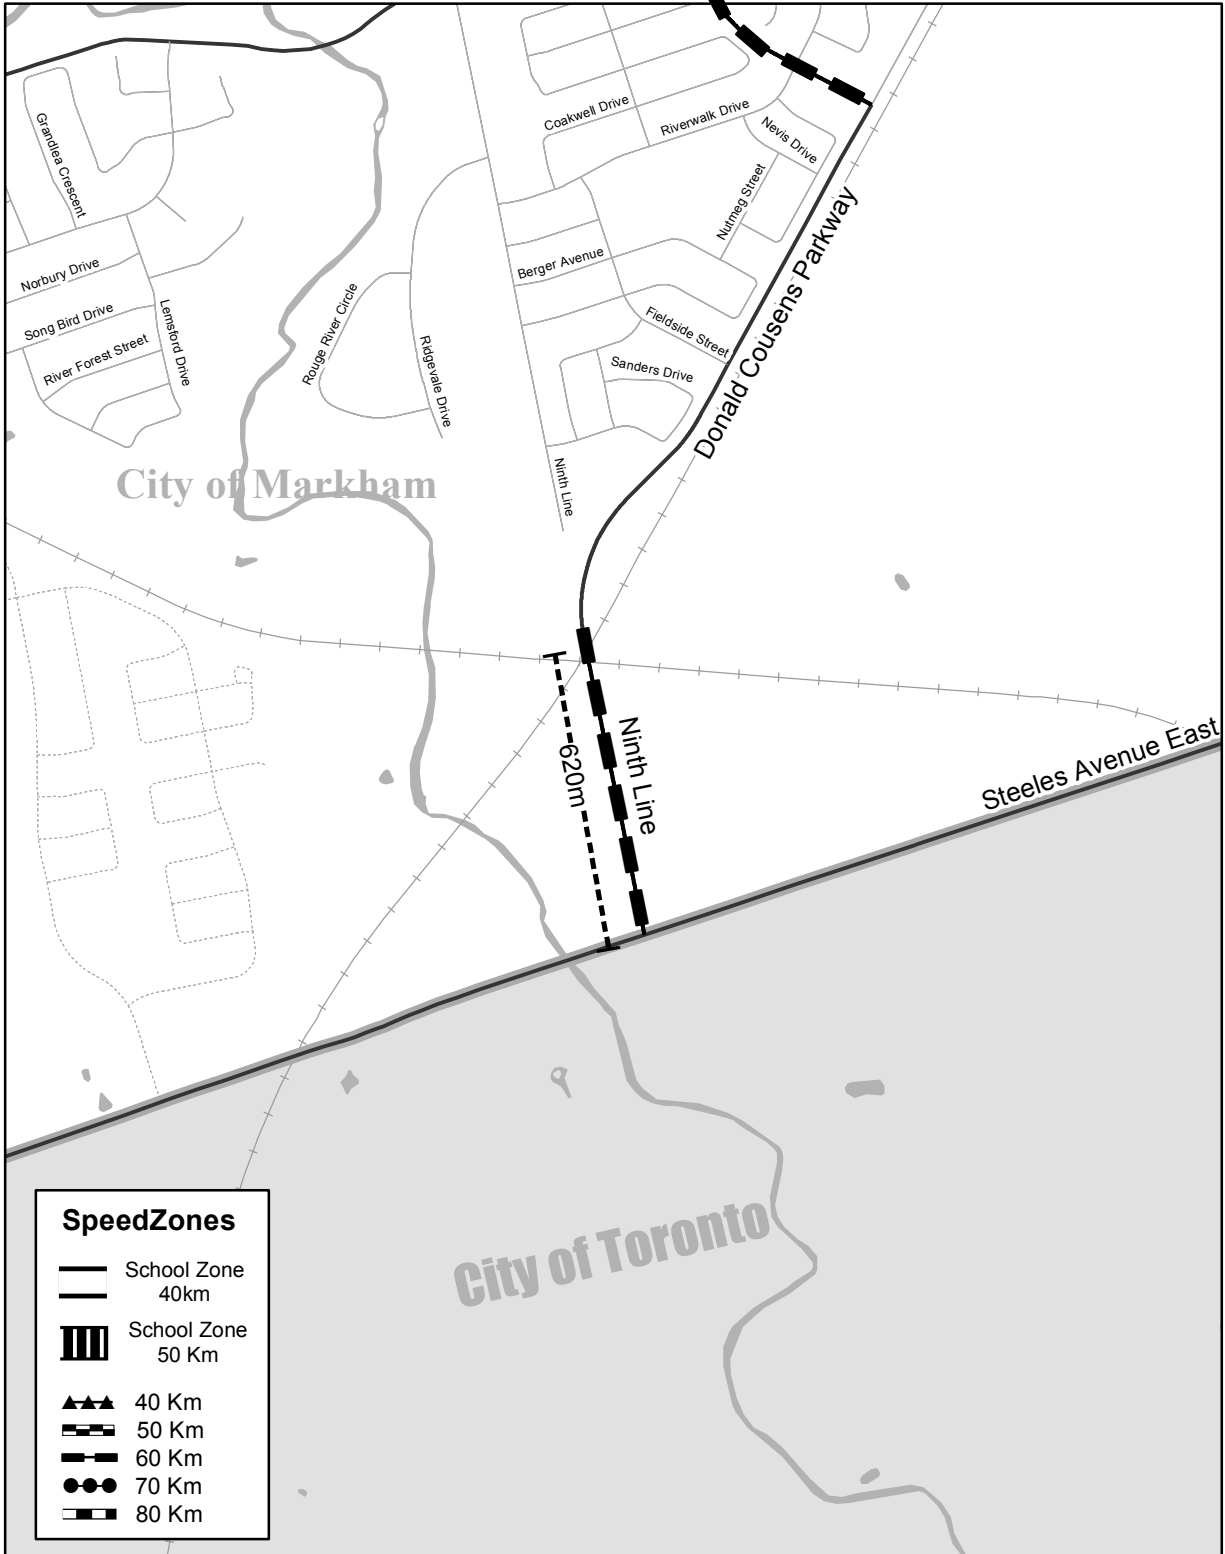 Coakwell Drive
Riverwalk Drive
Nevis Drive
Nutmeg Street
Grandlea Crescent
Norbury Drive
Song Bird Drive
River Forest Street
Lemsford Drive
Rouge River Circle
Ridgevale Drive
Berger Avenue
Fieldside Street
Sanders Drive
Donald Cousens Parkway
Ninth Line
City of Markham
Ninth Line
620m
Steeles Avenue East
City of Toronto
SpeedZones
School Zone
40km
School Zone
50 Km
40 Km
50 Km
60 Km
70 Km
80 Km